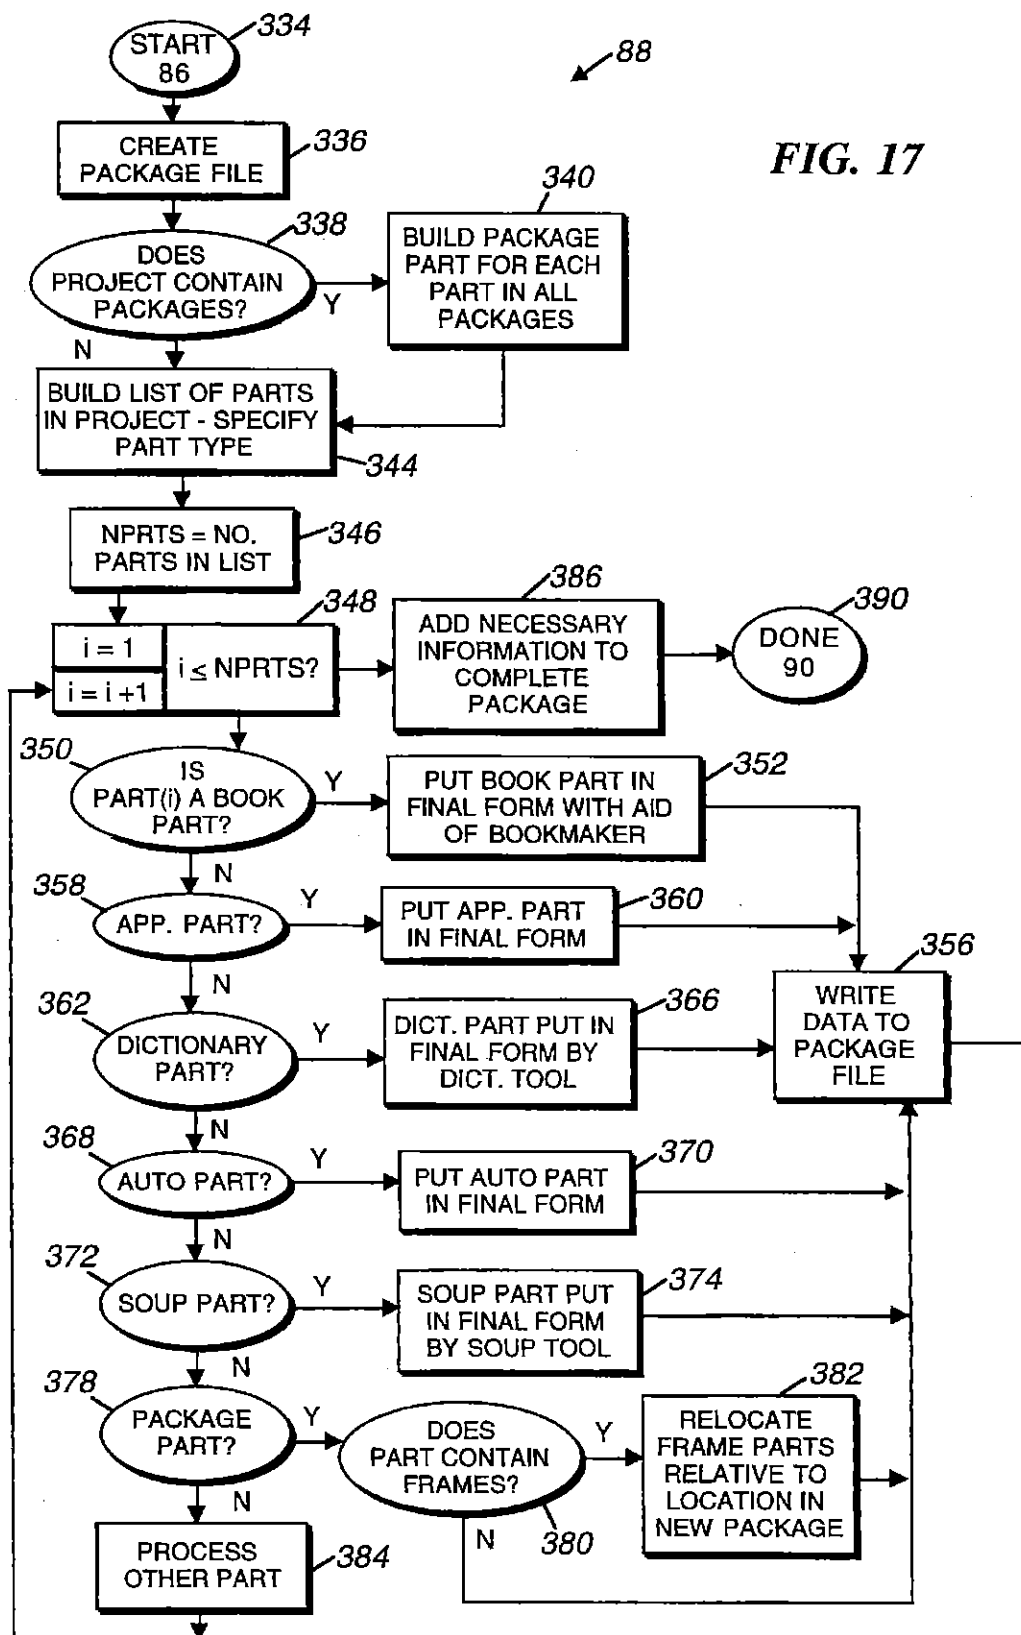 334
START
86
88
CREATE
PACKAGE FILE
336
FIG. 17
340
338
DOES
PROJECT CONTAIN
PACKAGES?
Y
BUILD PACKAGE
PART FOR EACH
PART IN ALL
PACKAGES
N
BUILD LIST OF PARTS
IN PROJECT - SPECIFY
PART TYPE
344
NPRTS = NO.
PARTS IN LIST
346
348
386
390
i = 1
i = i +1
i ≤ NPRTS?
ADD NECESSARY
INFORMATION TO
COMPLETE
PACKAGE
DONE
90
350
IS
PART(i) A BOOK
PART?
Y
PUT BOOK PART IN
FINAL FORM WITH AID
OF BOOKMAKER
352
N
358
APP. PART?
Y
PUT APP. PART
IN FINAL FORM
360
356
WRITE
DATA TO
PACKAGE
FILE
N
362
DICTIONARY
PART?
Y
DICT. PART PUT IN
FINAL FORM BY
DICT. TOOL
366
N
368
AUTO PART?
Y
PUT AUTO PART
IN FINAL FORM
370
N
372
SOUP PART?
Y
SOUP PART PUT
IN FINAL FORM
BY SOUP TOOL
374
N
378
PACKAGE
PART?
Y
DOES
PART CONTAIN
FRAMES?
380
Y
382
RELOCATE
FRAME PARTS
RELATIVE TO
LOCATION IN
NEW PACKAGE
N
N
PROCESS
OTHER PART
384